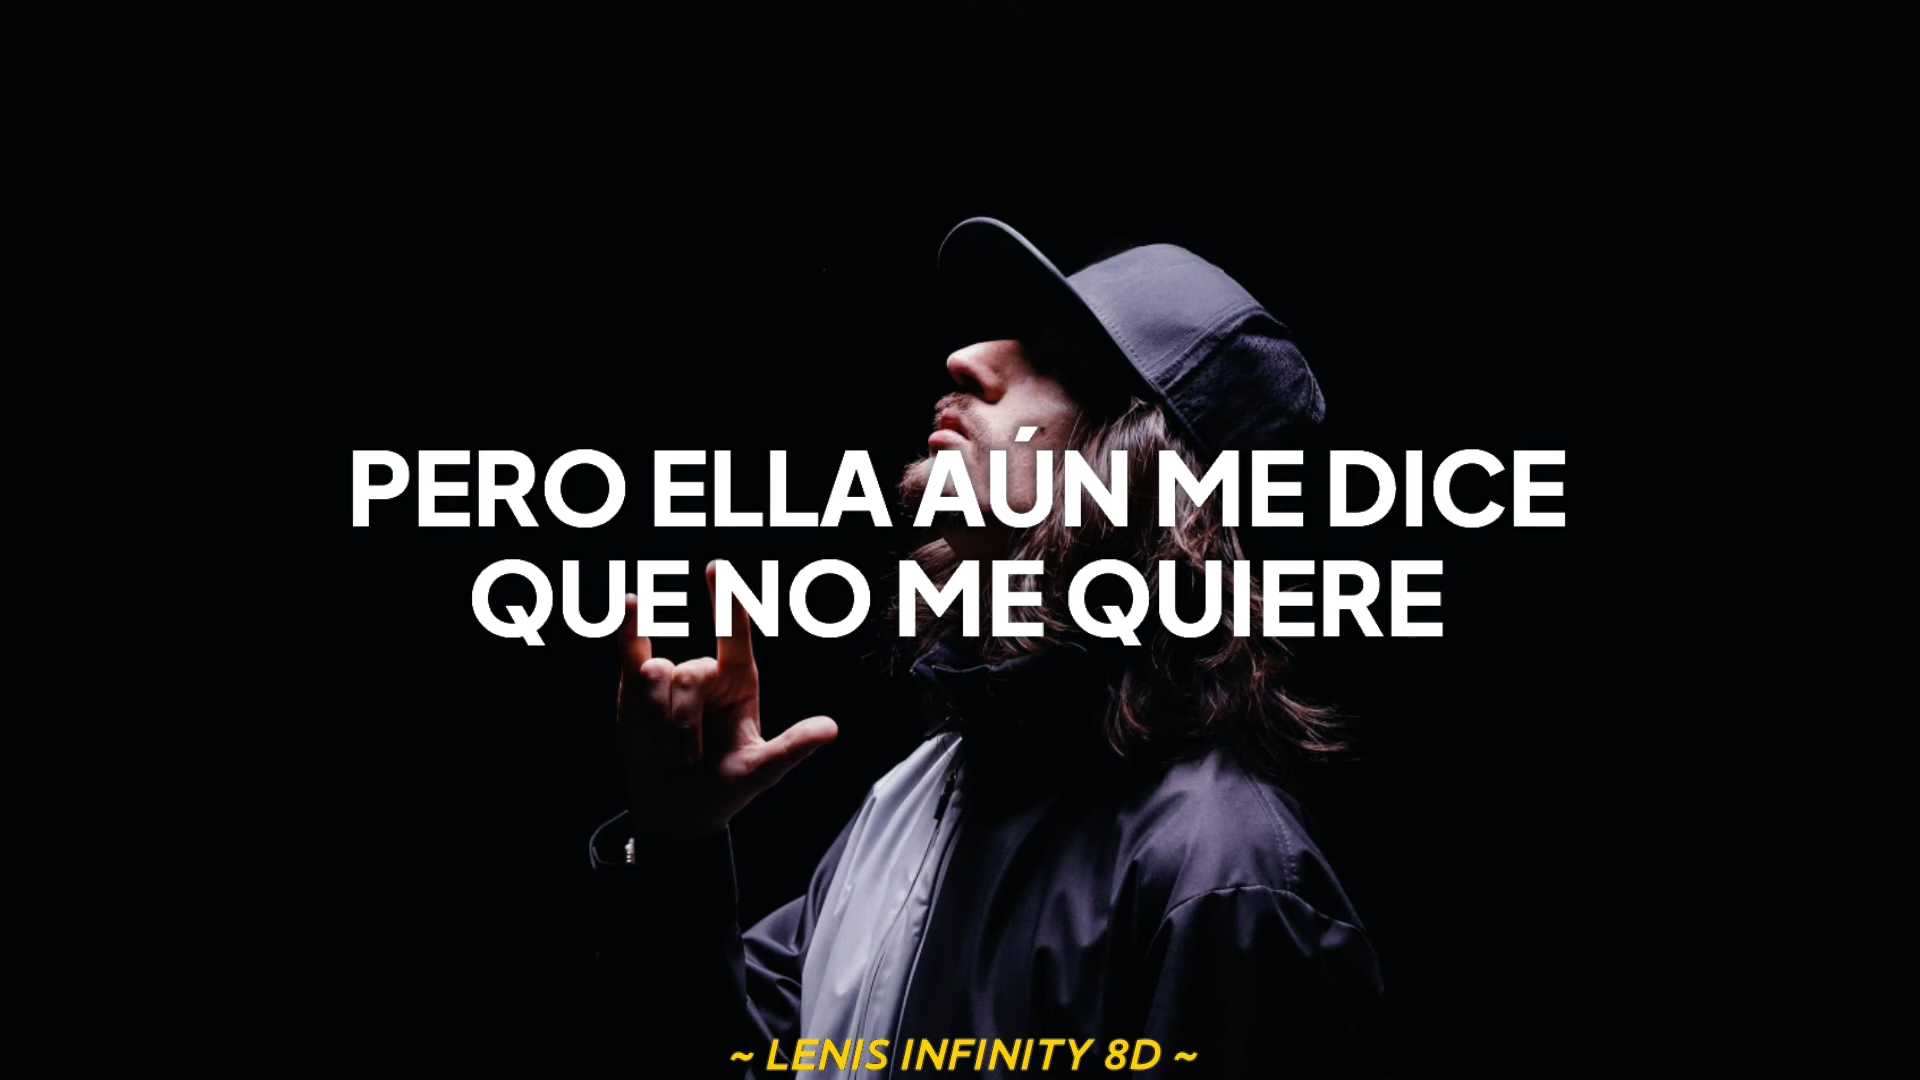 PERO ELLA AÚN ME DICE
QUE NO ME QUIERE
~ LENIS INFINITY 8D ~